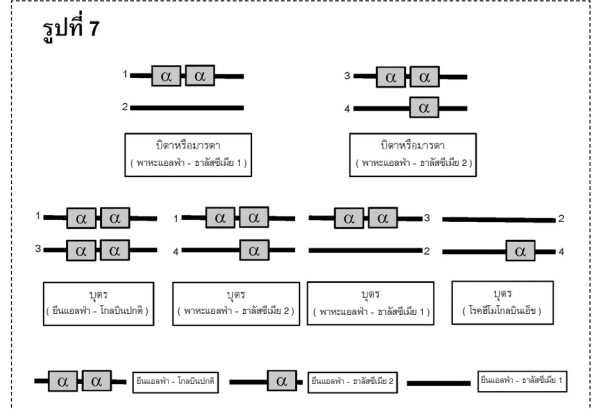 รูปที่ 7
1 α α
2
3 α α
4 α
บิดาหรือมารดา
( พาหะแอลฟ่า - ธาลัสซีเมีย 1 )
บิดาหรือมารดา
( พาหะแอลฟ่า - ธาลัสซีเมีย 2 )
1 α α
3 α α
1 α α
4 α
α α 3
2
2
α 4
บุตร
( ยีนแอลฟ่า - โกลบินปกติ )
บุตร
( พาหะแอลฟ่า - ธาลัสซีเมีย 2 )
บุตร
( พาหะแอลฟ่า - ธาลัสซีเมีย 1 )
บุตร
( โรคฮีโมโกลบินเอ็ช )
α α ยีนแอลฟ่า - โกลบินปกติ
α ยีนแอลฟ่า - ธาลัสซีเมีย 2
ยีนแอลฟ่า - ธาลัสซีเมีย 1